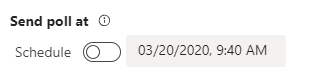 Send poll at
Schedule 03/20/2020, 9:40 AM